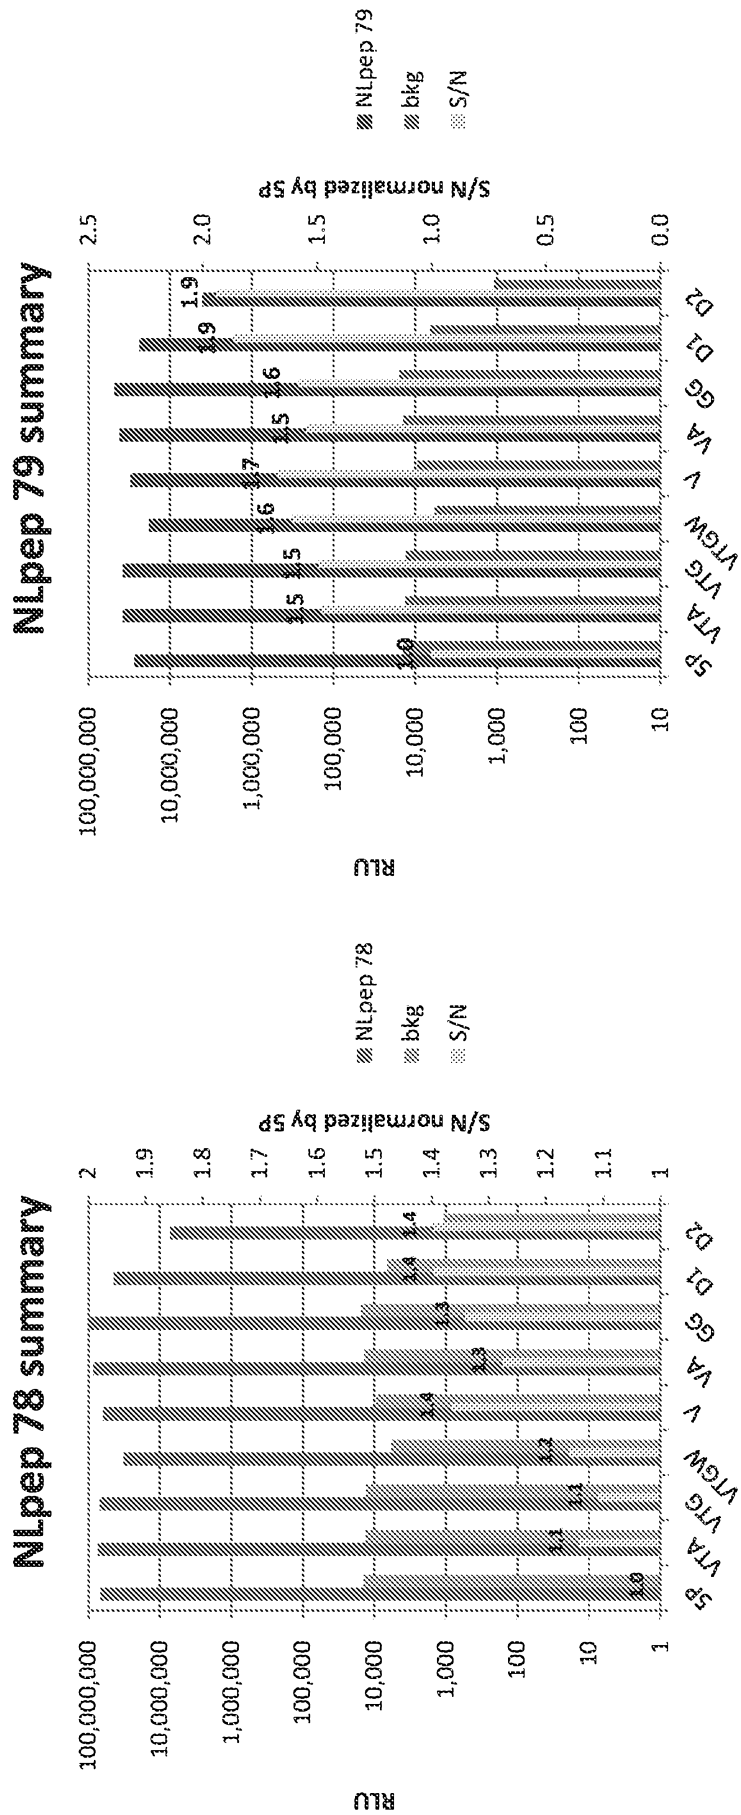 NLpep 78 summary
RLU
100,000,000
10,000,000
1,000,000
100,000
10,000
1,000
100
10
1
1.0
1.1
1.1
1.2
1.4
1.3
1.3
1.4
1.4
5P
VTA
VTG
VTGW
V
VA
GG
D1
D2
2
1.9
1.8
1.7
1.6
1.5
1.4
1.3
1.2
1.1
1
S/N normalized by 5P
NLpep 78
bkg
S/N
NLpep 79 summary
RLU
100,000,000
10,000,000
1,000,000
100,000
10,000
1,000
100
10
1.0
1.5
1.5
1.6
1.7
1.5
1.6
1.9
1.9
5P
VTA
VTG
VTGW
V
VA
GG
D1
D2
2.5
2.0
1.5
1.0
0.5
0.0
S/N normalized by 5P
NLpep 79
bkg
S/N